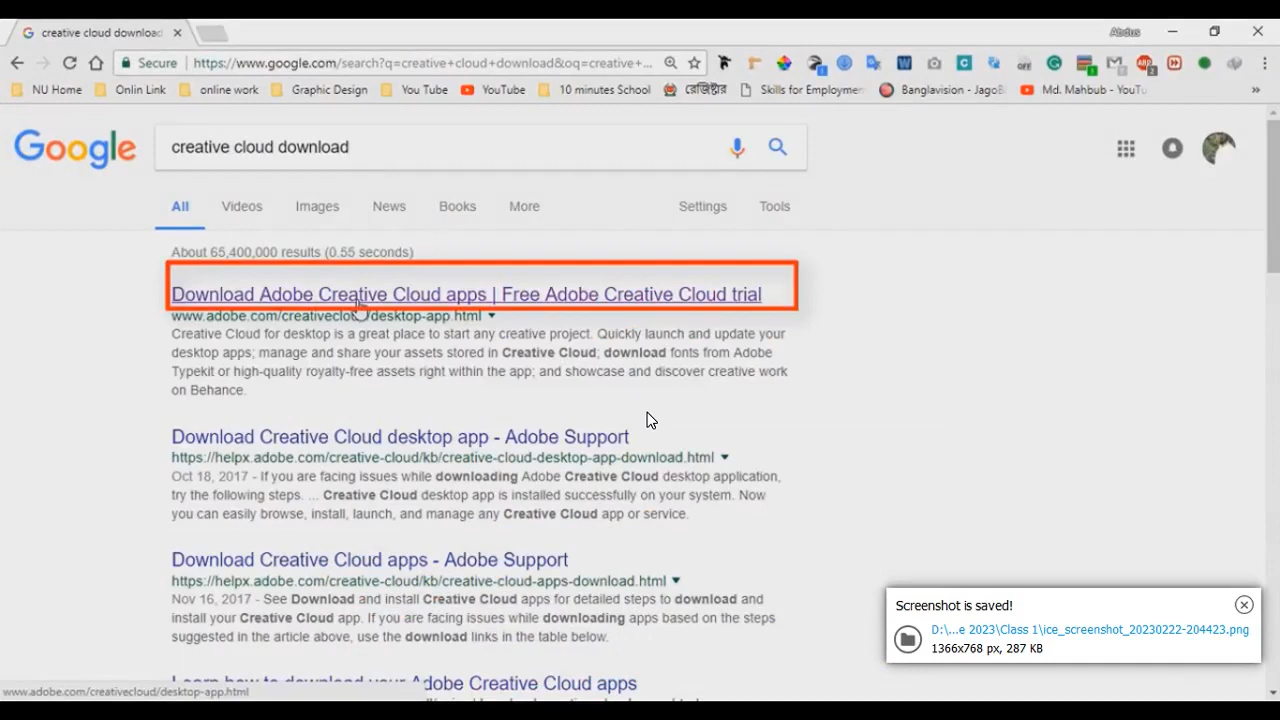 creative cloud download
Abdus
Secure https://www.google.com/search?q=creative+cloud+download&oq=creative+...
NU Home Onlin Link online work Graphic Design You Tube YouTube 10 minutes School রেজিষ্টার Skills for Employmen Banglavision - JagoB Md. Mahbub - YouTu »
Google
creative cloud download
All Videos Images News Books More Settings Tools
About 65,400,000 results (0.55 seconds)
Download Adobe Creative Cloud apps | Free Adobe Creative Cloud trial
www.adobe.com/creativecloud/desktop-app.html
Creative Cloud for desktop is a great place to start any creative project. Quickly launch and update your
desktop apps; manage and share your assets stored in Creative Cloud; download fonts from Adobe
Typekit or high-quality royalty-free assets right within the app; and showcase and discover creative work
on Behance.
Download Creative Cloud desktop app - Adobe Support
https://helpx.adobe.com/creative-cloud/kb/creative-cloud-desktop-app-download.html
Oct 18, 2017 - If you are facing issues while downloading Adobe Creative Cloud desktop application,
try the following steps. ... Creative Cloud desktop app is installed successfully on your system. Now
you can easily browse, install, launch, and manage any Creative Cloud app or service.
Download Creative Cloud apps - Adobe Support
https://helpx.adobe.com/creative-cloud/kb/creative-cloud-apps-download.html
Nov 16, 2017 - See Download and install Creative Cloud apps for detailed steps to download and
install your Creative Cloud app. If you are facing issues while downloading apps based on the steps
suggested in the article above, use the download links in the table below.
Learn how to download your Adobe Creative Cloud apps
www.adobe.com/creativecloud/desktop-app.html
Screenshot is saved!
D:\...e 2023\Class 1\ice_screenshot_20230222-204423.png
1366x768 px, 287 KB